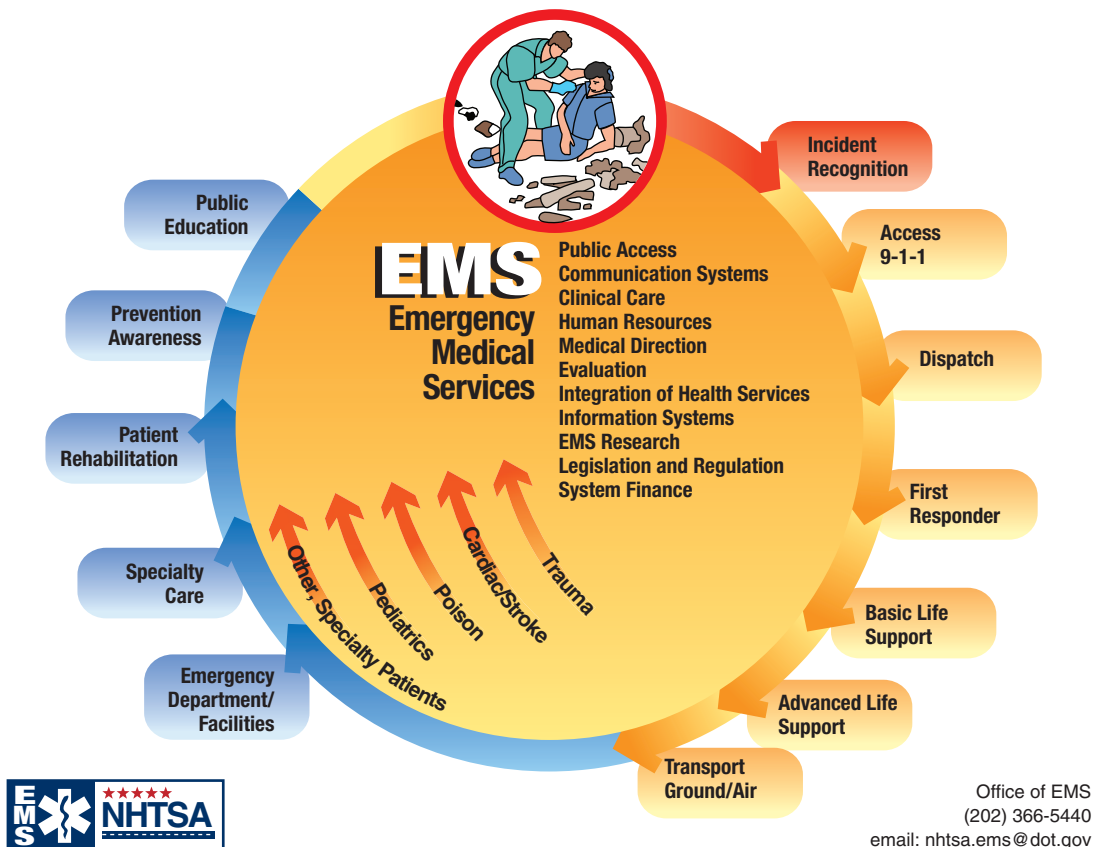 Incident
Recognition
Access
9-1-1
Dispatch
First
Responder
Basic Life
Support
Advanced Life
Support
Transport
Ground/Air
Emergency
Department/
Facilities
Specialty
Care
Patient
Rehabilitation
Prevention
Awareness
Public
Education
EMS
Emergency
Medical
Services
Public Access
Communication Systems
Clinical Care
Human Resources
Medical Direction
Evaluation
Integration of Health Services
Information Systems
EMS Research
Legislation and Regulation
System Finance
Other, Specialty Patients
Pediatrics
Poison
Cardiac/Stroke
Trauma
EMS
NHTSA
Office of EMS
(202) 366-5440
email: nhtsa.ems@dot.gov